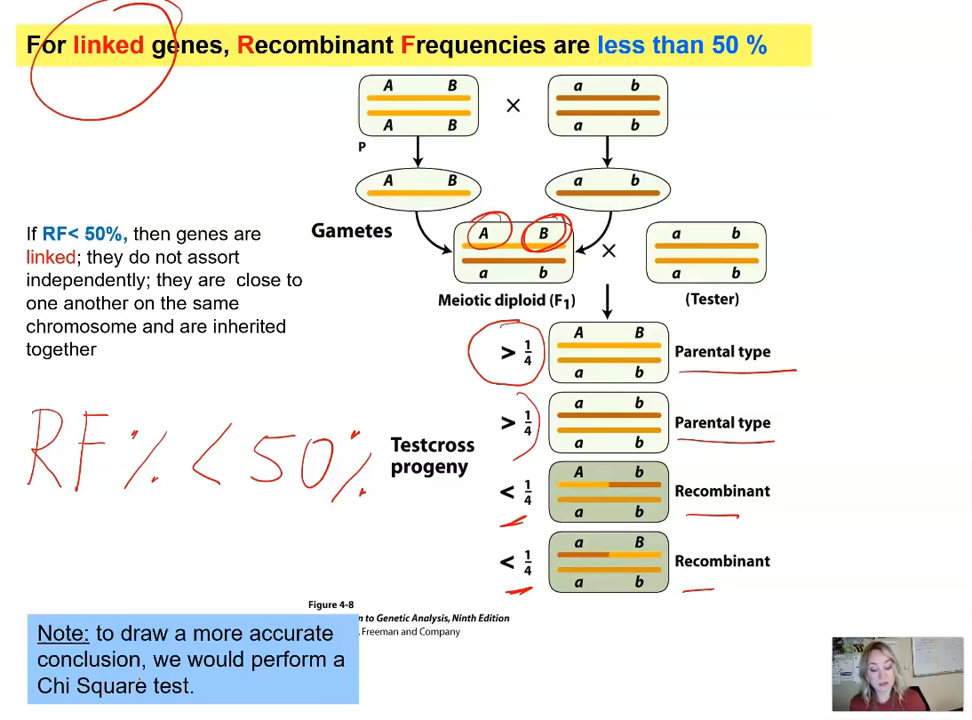 For linked genes, Recombinant Frequencies are less than 50 %
A B
a b
×
A B
a b
P
A B
a b
If RF< 50%, then genes are
linked; they do not assort
independently; they are close to
one another on the same
chromosome and are inherited
together
Gametes
A B
a b
×
a b
a b
Meiotic diploid (F1)
(Tester)
> 1/4
A B
a b
Parental type
> 1/4
a b
a b
Parental type
RF % < 50%
Testcross
progeny
< 1/4
A b
a b
Recombinant
< 1/4
a B
a b
Recombinant
Figure 4-8
n to Genetic Analysis, Ninth Edition
. Freeman and Company
Note: to draw a more accurate
conclusion, we would perform a
Chi Square test.